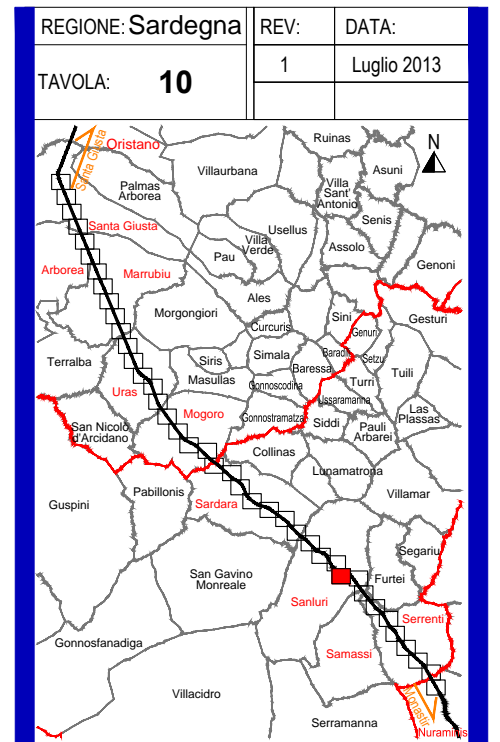 REGIONE: Sardegna
REV:
DATA:
TAVOLA: 10
1
Luglio 2013
N
Santa Giusta
Oristano
Ruinas
Villaurbana
Asuni
Palmas
Arborea
Villa
Sant'
Antonio
Senis
Santa Giusta
Usellus
Villa
Verde
Assolo
Pau
Genoni
Arborea
Marrubiu
Ales
Morgongiori
Sini
Gesturi
Curcuris
Genuri
Terralba
Siris
Simala
Baradili
Setzu
Baressa
Tuili
Masullas
Uras
Gonnoscodina
Turri
Ussaramanna
Mogoro
Gonnostramatza
Siddi
Las
Plassas
San Nicolò
d'Arcidano
Pauli
Arbarei
Collinas
Lunamatrona
Pabillonis
Villamar
Guspini
Sardara
Segariu
San Gavino
Monreale
Furtei
Sanluri
Serrenti
Gonnosfanadiga
Samassi
Villacidro
Monastir
Serramanna
Nuraminis